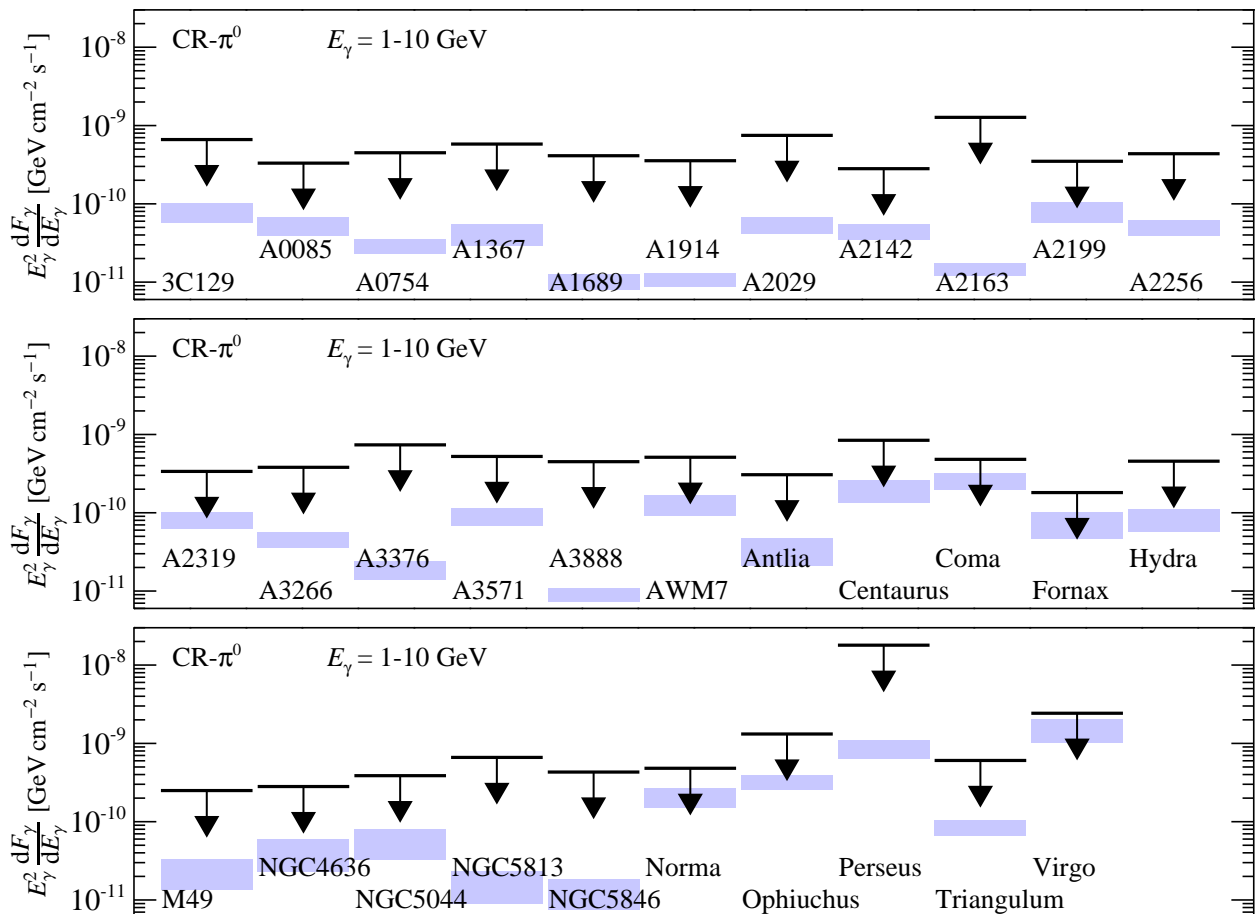 CR-π⁰ E_γ = 1-10 GeV
10⁻⁸
10⁻⁹
10⁻¹⁰
10⁻¹¹
E_γ² dF_γ/dE_γ [GeV cm⁻² s⁻¹]
A0085 A1367 A1914 A2142 A2199
3C129 A0754 A1689 A2029 A2163 A2256
CR-π⁰ E_γ = 1-10 GeV
10⁻⁸
10⁻⁹
10⁻¹⁰
10⁻¹¹
E_γ² dF_γ/dE_γ [GeV cm⁻² s⁻¹]
A2319 A3376 A3888 Antlia Coma Hydra
A3266 A3571 AWM7 Centaurus Fornax
CR-π⁰ E_γ = 1-10 GeV
10⁻⁸
10⁻⁹
10⁻¹⁰
10⁻¹¹
E_γ² dF_γ/dE_γ [GeV cm⁻² s⁻¹]
NGC4636 NGC5813 Norma Perseus Virgo
M49 NGC5044 NGC5846 Ophiuchus Triangulum